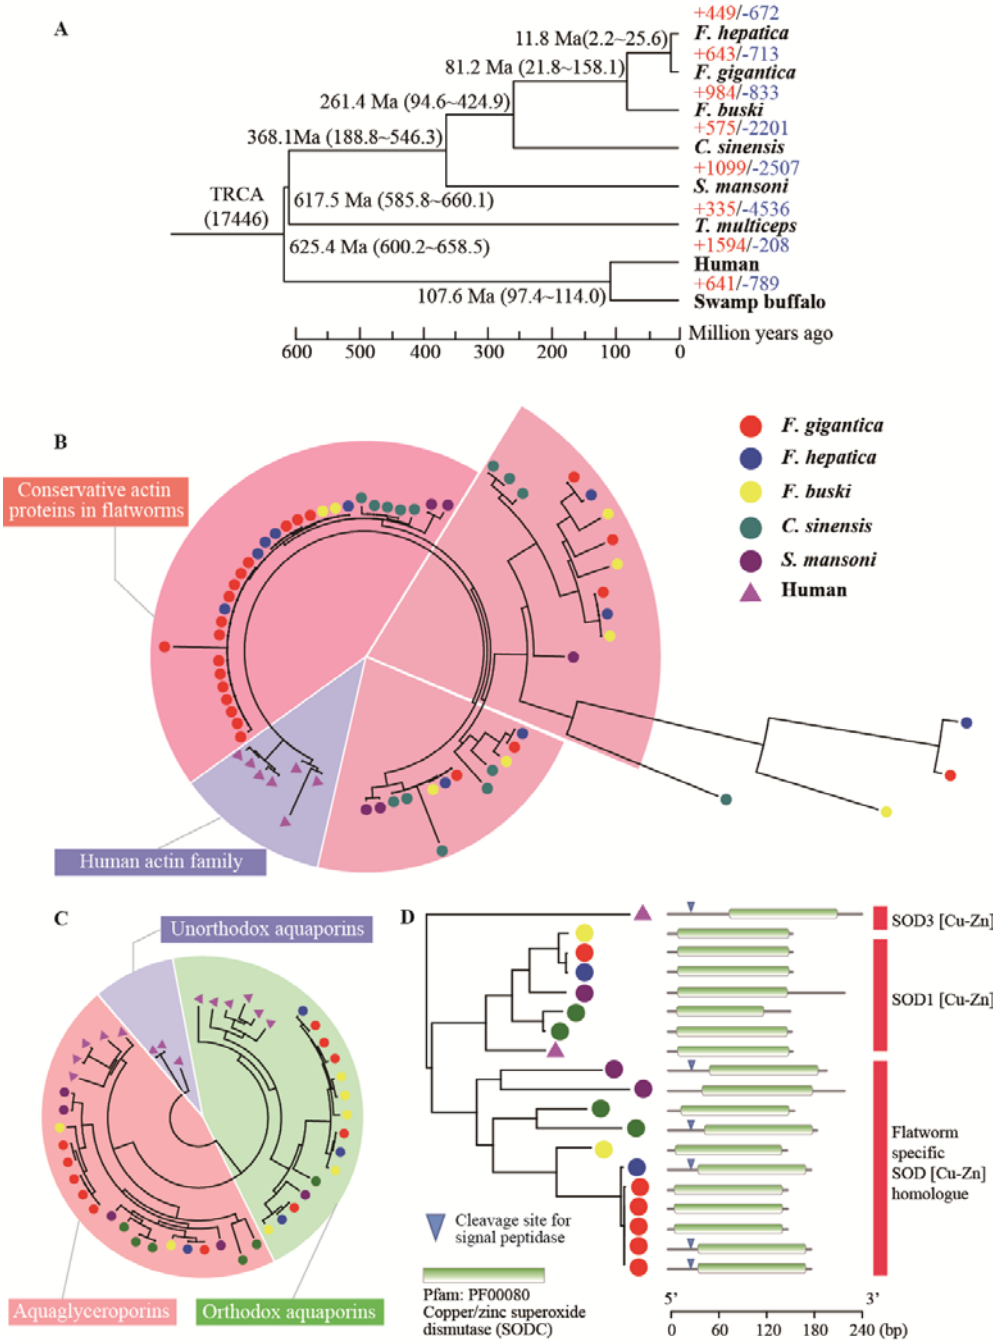 A
+449/-672
F. hepatica
11.8 Ma(2.2~25.6)
+643/-713
F. gigantica
81.2 Ma (21.8~158.1)
+984/-833
F. buski
261.4 Ma (94.6~424.9)
+575/-2201
C. sinensis
368.1Ma (188.8~546.3)
+1099/-2507
S. mansoni
TRCA
(17446)
617.5 Ma (585.8~660.1)
+335/-4536
T. multiceps
625.4 Ma (600.2~658.5)
+1594/-208
Human
+641/-789
107.6 Ma (97.4~114.0)
Swamp buffalo
Million years ago
600 500 400 300 200 100 0
B
F. gigantica
F. hepatica
F. buski
C. sinensis
S. mansoni
Human
Conservative actin
proteins in flatworms
Human actin family
C
Unorthodox aquaporins
Aquaglyceroporins
Orthodox aquaporins
D
SOD3 [Cu-Zn]
SOD1 [Cu-Zn]
Flatworm
specific
SOD [Cu-Zn]
homologue
Cleavage site for
signal peptidase
Pfam: PF00080
Copper/zinc superoxide
dismutase (SODC)
5' 3'
0 60 120 180 240 (bp)